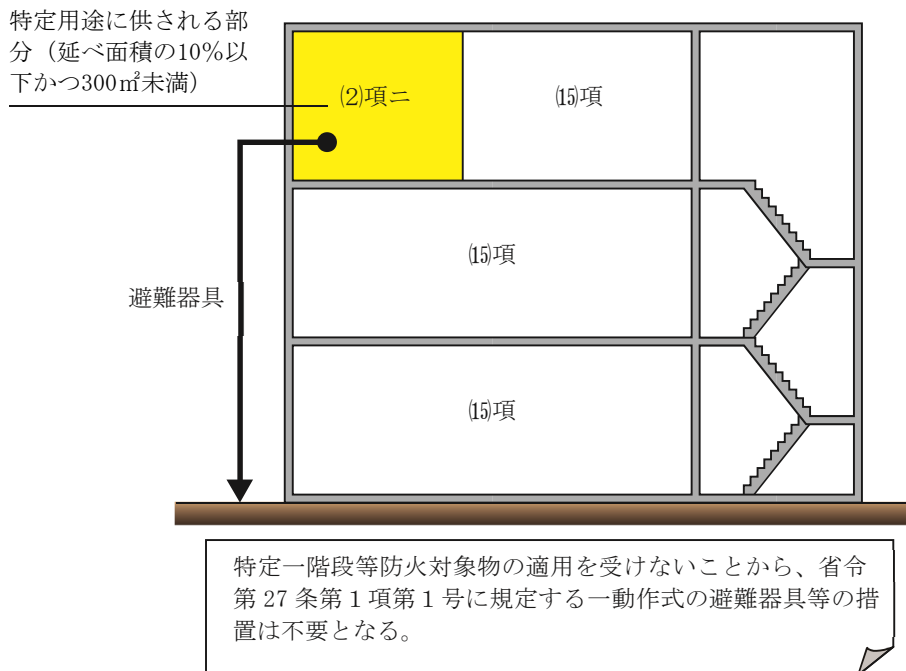 特定用途に供される部
分（延べ面積の10％以
下かつ300㎡未満）
⑵項ニ
⒂項
避難器具
⒂項
⒂項
特定一階段等防火対象物の適用を受けないことから、省令
第 27 条第１項第１号に規定する一動作式の避難器具等の措
置は不要となる。